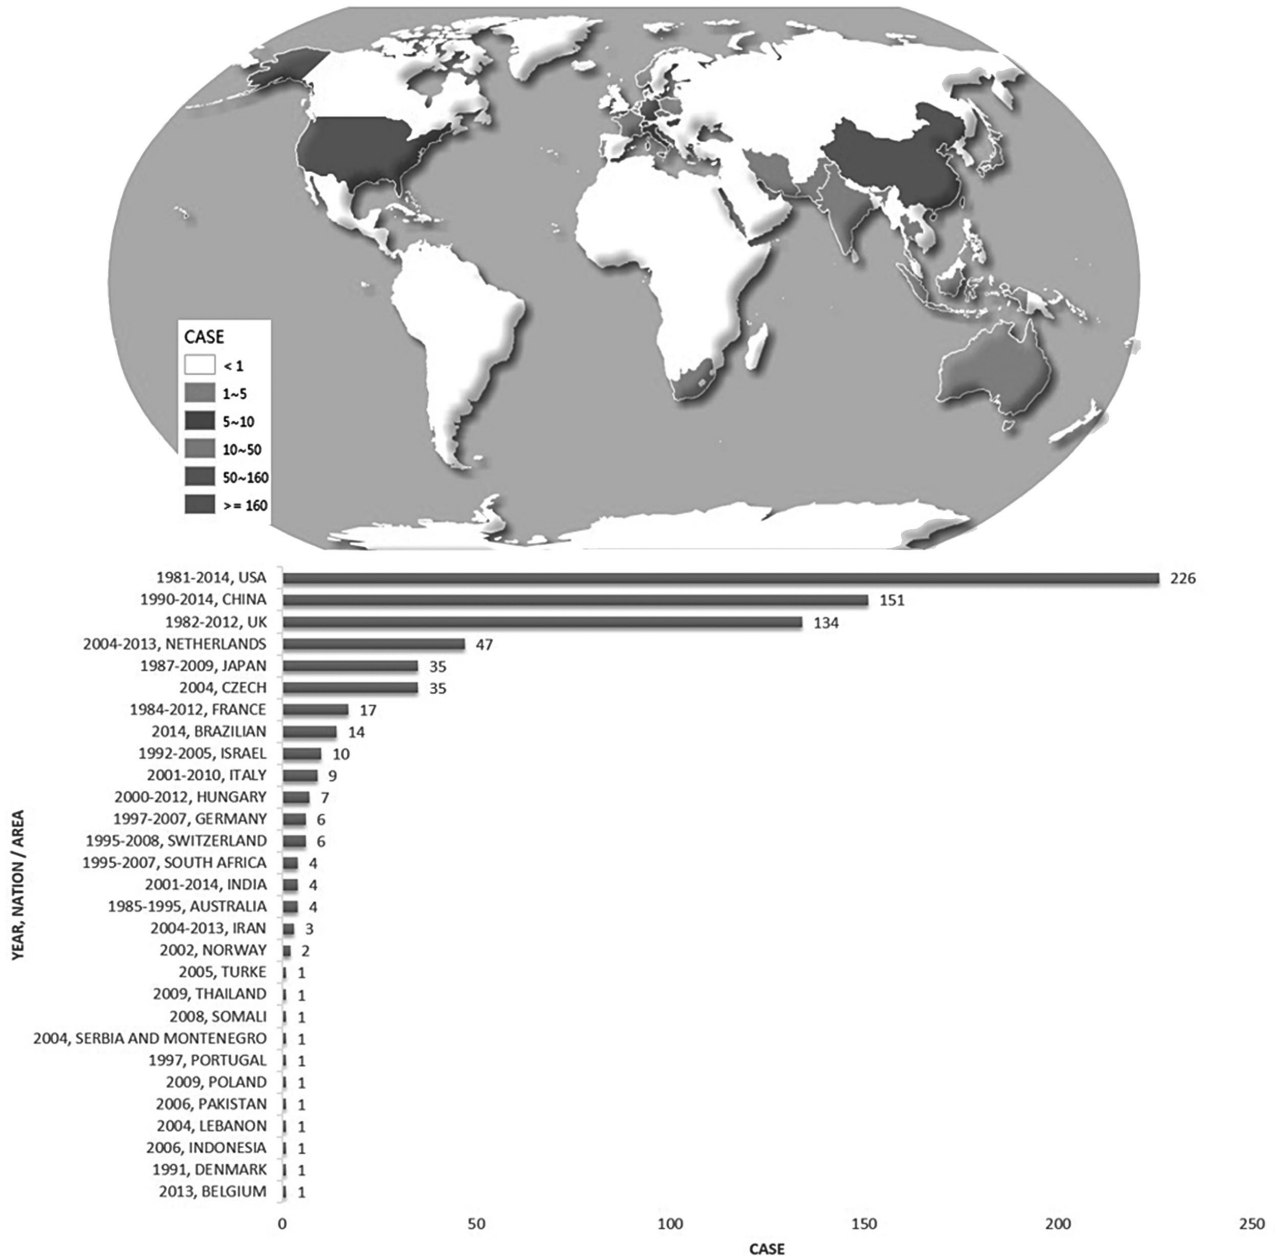 CASE
< 1
1~5
5~10
10~50
50~160
>= 160
1981-2014, USA 226
1990-2014, CHINA 151
1982-2012, UK 134
2004-2013, NETHERLANDS 47
1987-2009, JAPAN 35
2004, CZECH 35
1984-2012, FRANCE 17
2014, BRAZILIAN 14
1992-2005, ISRAEL 10
2001-2010, ITALY 9
2000-2012, HUNGARY 7
1997-2007, GERMANY 6
1995-2008, SWITZERLAND 6
1995-2007, SOUTH AFRICA 4
2001-2014, INDIA 4
1985-1995, AUSTRALIA 4
2004-2013, IRAN 3
2002, NORWAY 2
2005, TURKE 1
2009, THAILAND 1
2008, SOMALI 1
2004, SERBIA AND MONTENEGRO 1
1997, PORTUGAL 1
2009, POLAND 1
2006, PAKISTAN 1
2004, LEBANON 1
2006, INDONESIA 1
1991, DENMARK 1
2013, BELGIUM 1
YEAR, NATION / AREA
0 50 100 150 200 250
CASE